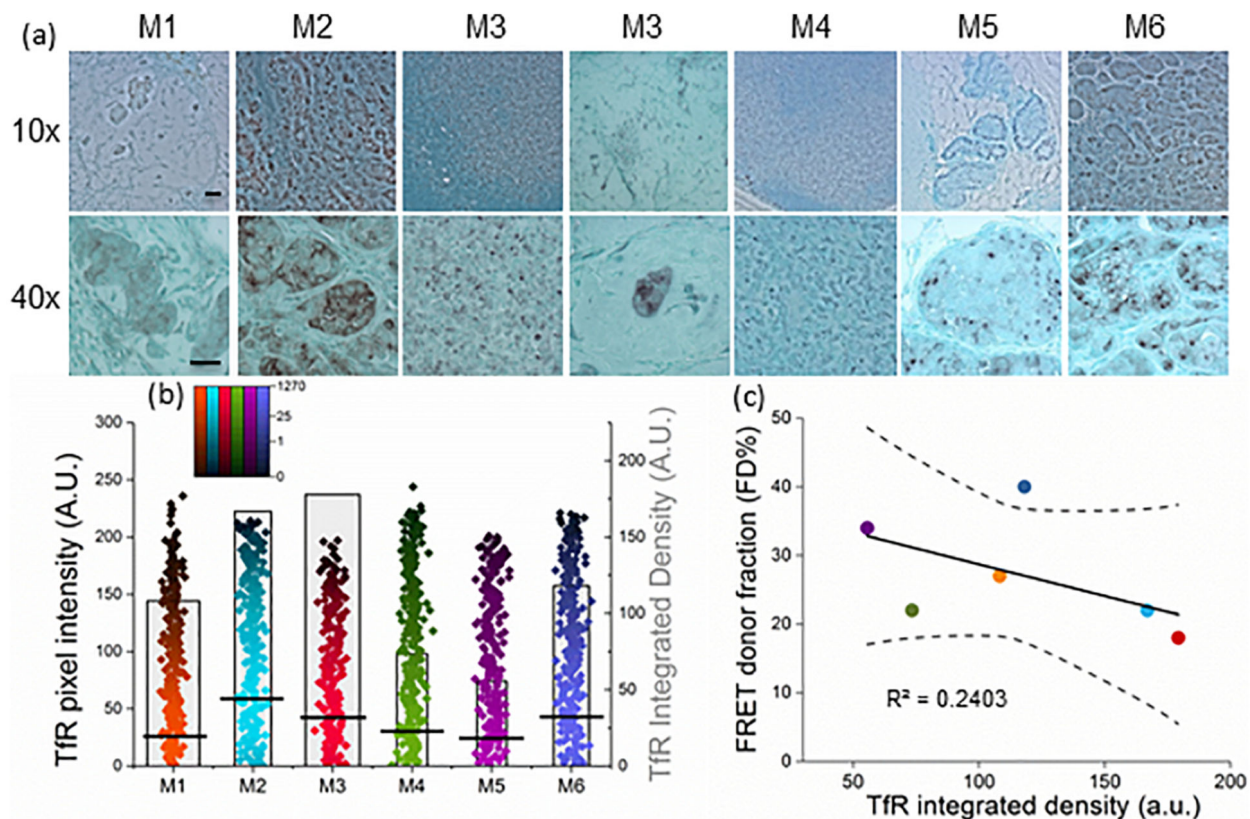 (a) M1 M2 M3 M3 M4 M5 M6
10x
40x
(b)
1270
25
1
0
TfR pixel intensity (A.U.)
300
250
200
150
100
50
0
M1 M2 M3 M4 M5 M6
200
150
100
50
0
TfR Integrated Density (A.U.)
(c)
FRET donor fraction (FD%)
50
40
30
20
10
0
R² = 0.2403
50 100 150 200
TfR integrated density (a.u.)